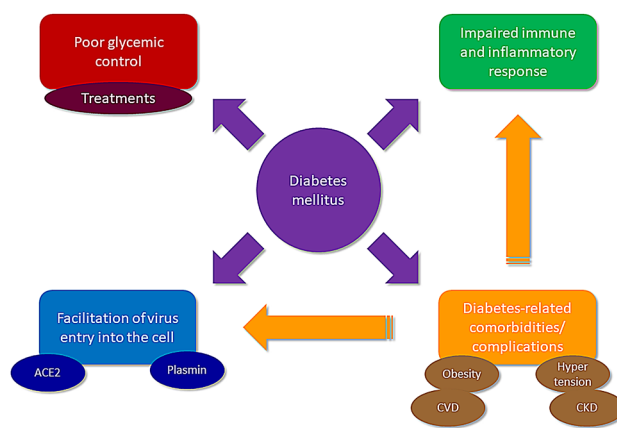 Poor glycemic
control
Treatments
Impaired immune
and inflammatory
response
Diabetes
mellitus
Facilitation of virus
entry into the cell
ACE2
Plasmin
Diabetes-related
comorbidities/
complications
Obesity
Hyper
tension
CVD
CKD